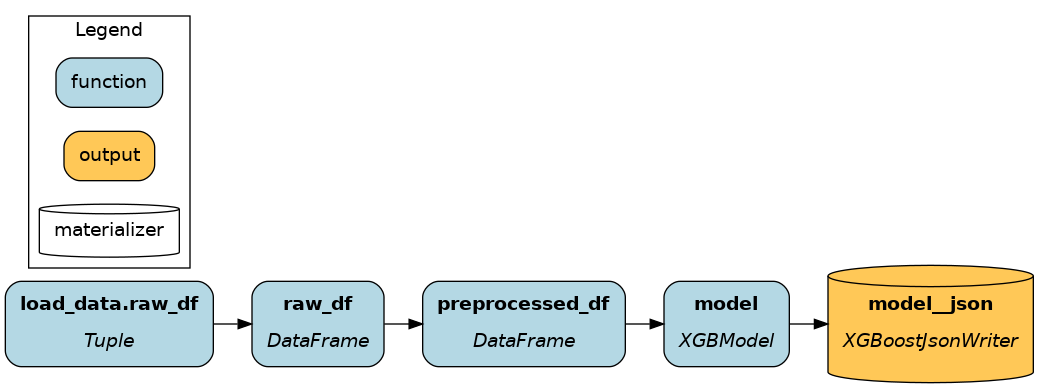 Legend
function
output
materializer
load_data.raw_df
Tuple
raw_df
DataFrame
preprocessed_df
DataFrame
model
XGBModel
model__json
XGBoostJsonWriter